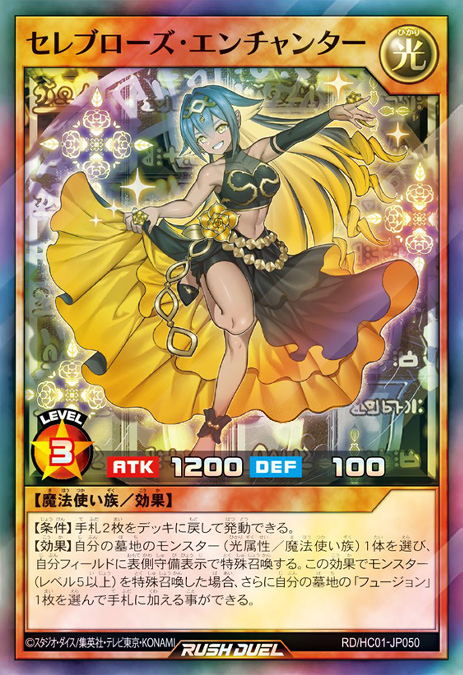 セレブローズ・エンチャンター
光
LEVEL
3
ATK 1200 DEF 100
【魔法使い族／効果】
【条件】手札2枚をデッキに戻して発動できる。
【効果】自分の墓地のモンスター（光属性／魔法使い族）1体を選び、
自分フィールドに表側守備表示で特殊召喚する。この効果でモンスター
（レベル5以上）を特殊召喚した場合、さらに自分の墓地の「フュージョン」
1枚を選んで手札に加える事ができる。
©スタジオ・ダイス/集英社・テレビ東京・KONAMI
RUSH DUEL
RD/HC01-JP050